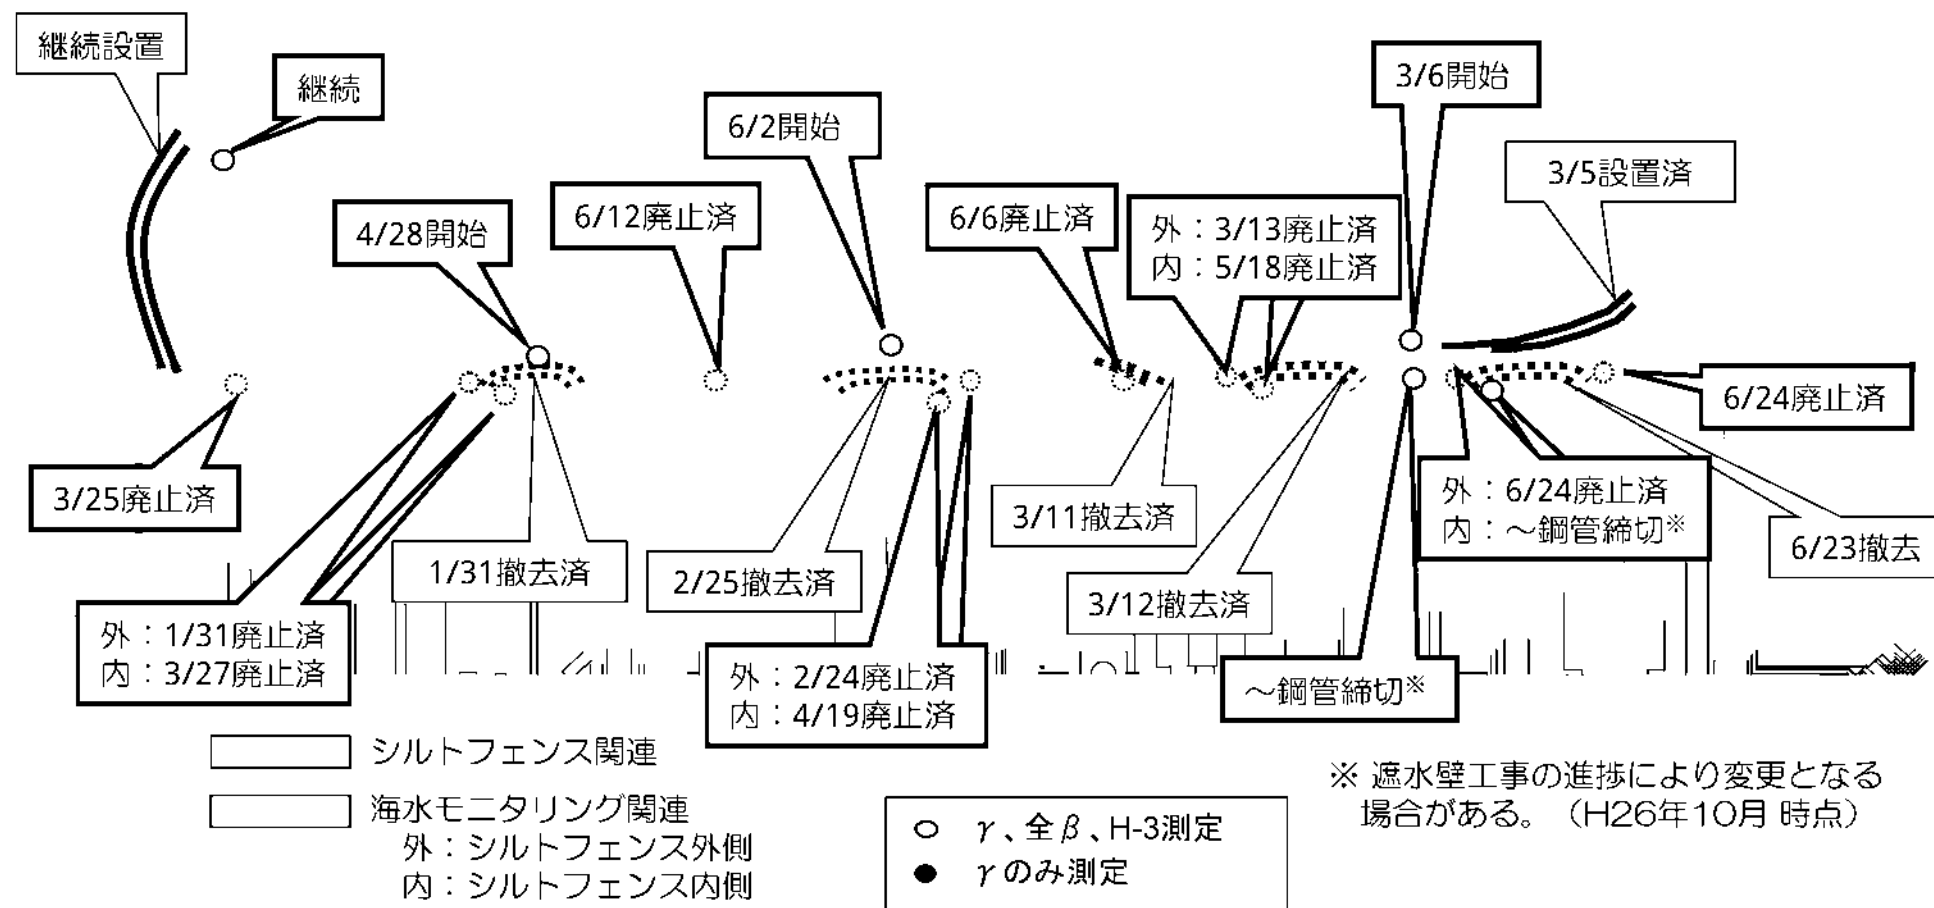 継続設置
継続
3/6開始
6/2開始
3/5設置済
6/12廃止済
6/6廃止済
外：3/13廃止済
内：5/18廃止済
4/28開始
6/24廃止済
3/25廃止済
外：6/24廃止済
内：～鋼管締切※
3/11撤去済
6/23撤去
1/31撤去済
2/25撤去済
3/12撤去済
外：1/31廃止済
内：3/27廃止済
外：2/24廃止済
内：4/19廃止済
～鋼管締切※
シルトフェンス関連
海水モニタリング関連
外：シルトフェンス外側
内：シルトフェンス内側
γ、全β、H-3測定
γのみ測定
※ 遮水壁工事の進捗により変更となる
場合がある。（H26年10月 時点）